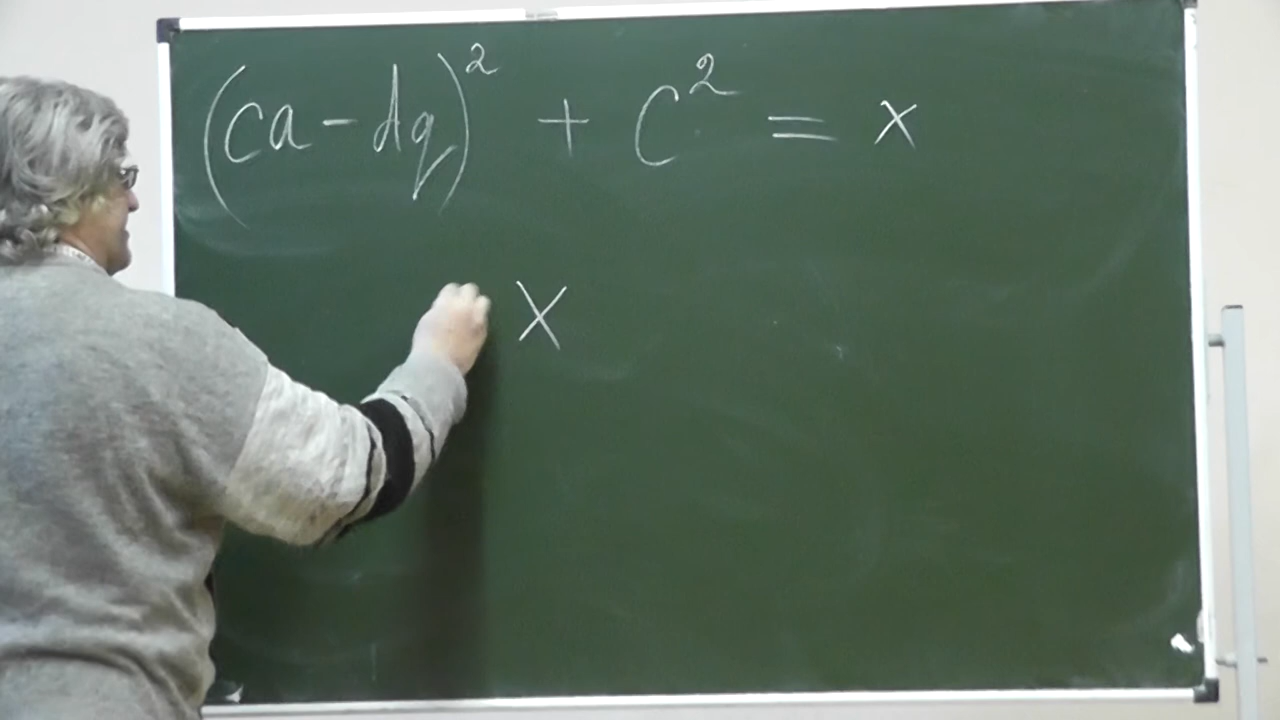 (ca - dq)² + c² = x
x